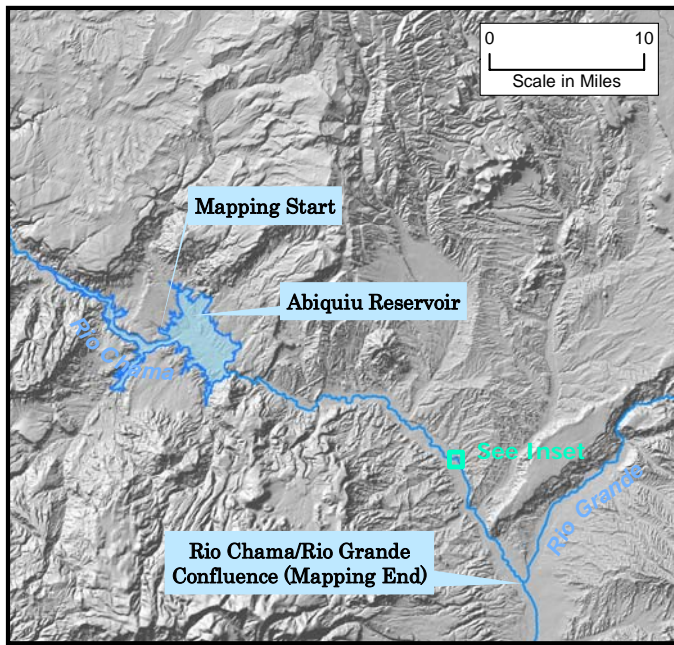 0 10
Scale in Miles
Mapping Start
Abiquiu Reservoir
Rio Chama
See Inset
Rio Grande
Rio Chama/Rio Grande
Confluence (Mapping End)